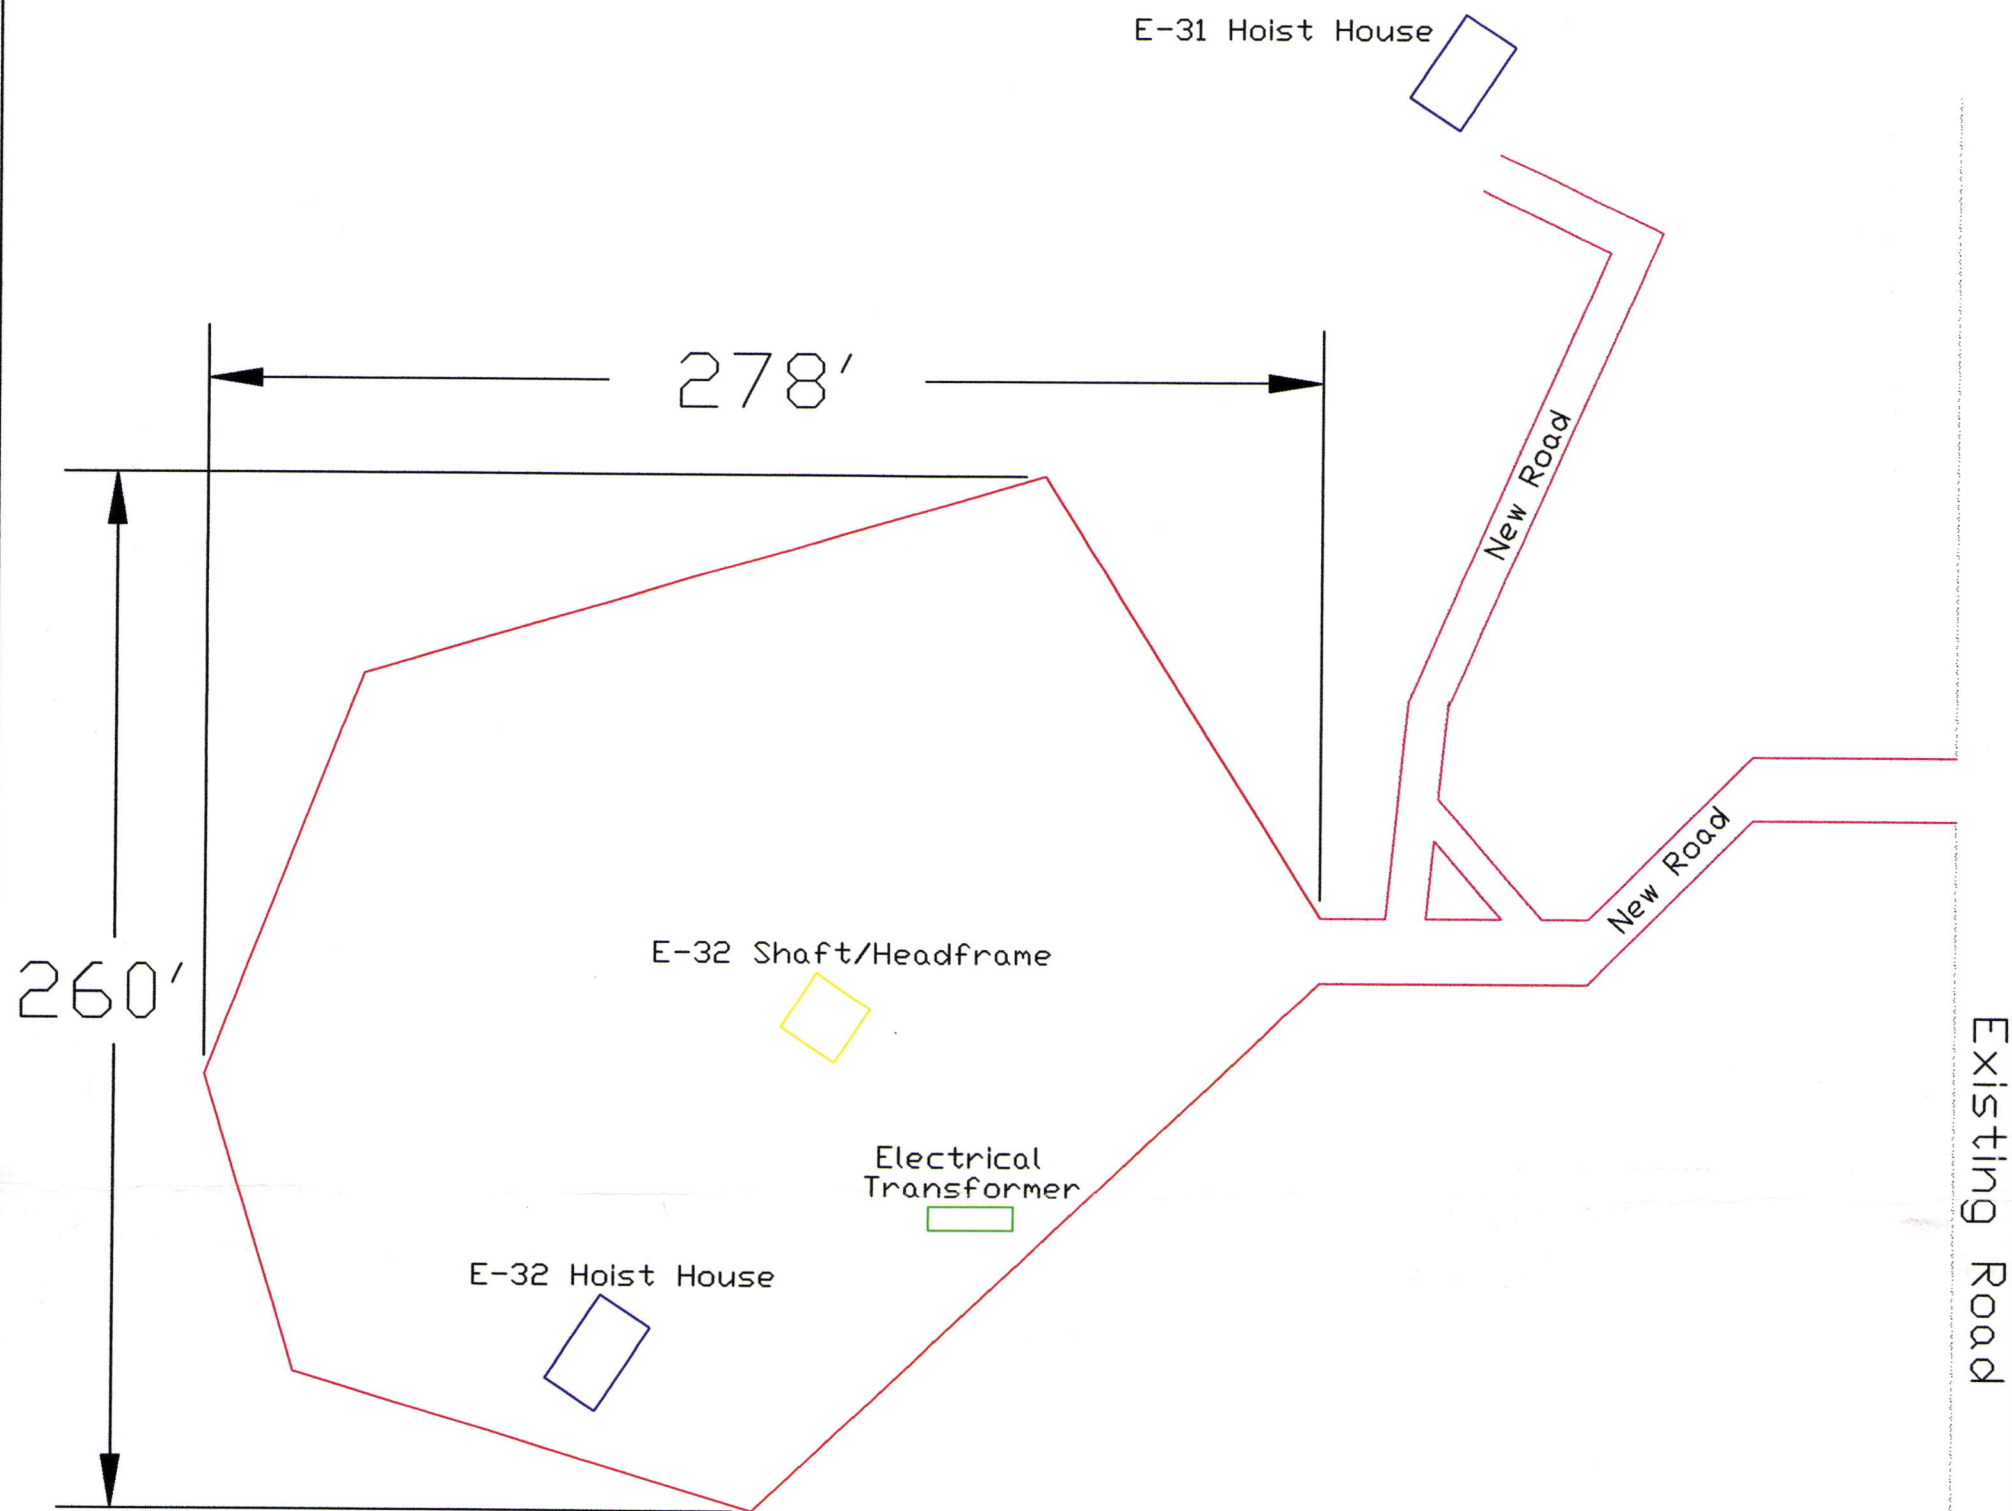 E-31 Hoist House
278'
New Road
New Road
E-32 Shaft/Headframe
260'
Existing Road
Electrical
Transformer
E-32 Hoist House